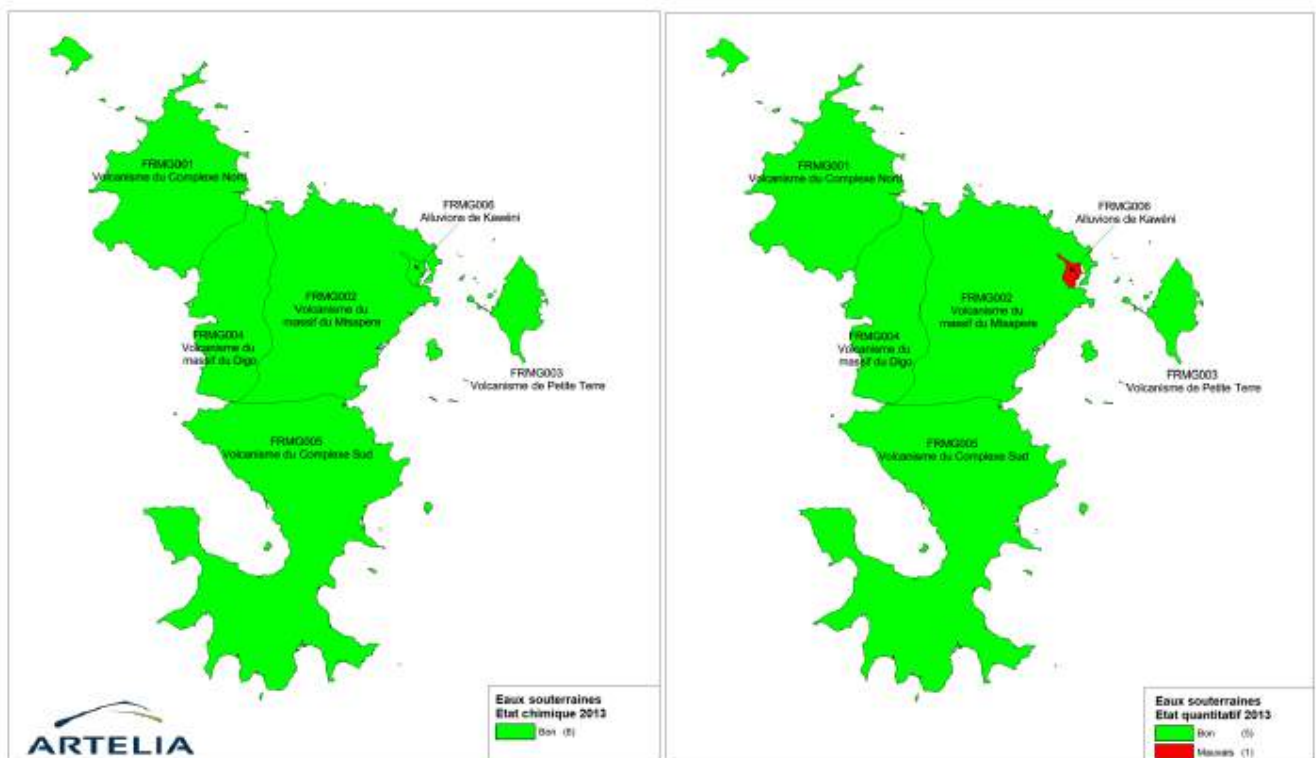 FRMG001
Volcanisme du Complexe Nord
FRMG006
Alluvions de Kawéni
FRMG002
Volcanisme du
massif du Mtsapere
FRMG004
Volcanisme du
massif du Digo
FRMG003
Volcanisme de Petite Terre
FRMG005
Volcanisme du Complexe Sud
Eaux souterraines
Etat chimique 2013
Bon (6)
ARTELIA
FRMG001
Volcanisme du Complexe Nord
FRMG006
Alluvions de Kawéni
FRMG002
Volcanisme du
massif du Mtsapere
FRMG004
Volcanisme du
massif du Digo
FRMG003
Volcanisme de Petite Terre
FRMG005
Volcanisme du Complexe Sud
Eaux souterraines
Etat quantitatif 2013
Bon (5)
Mauvais (1)